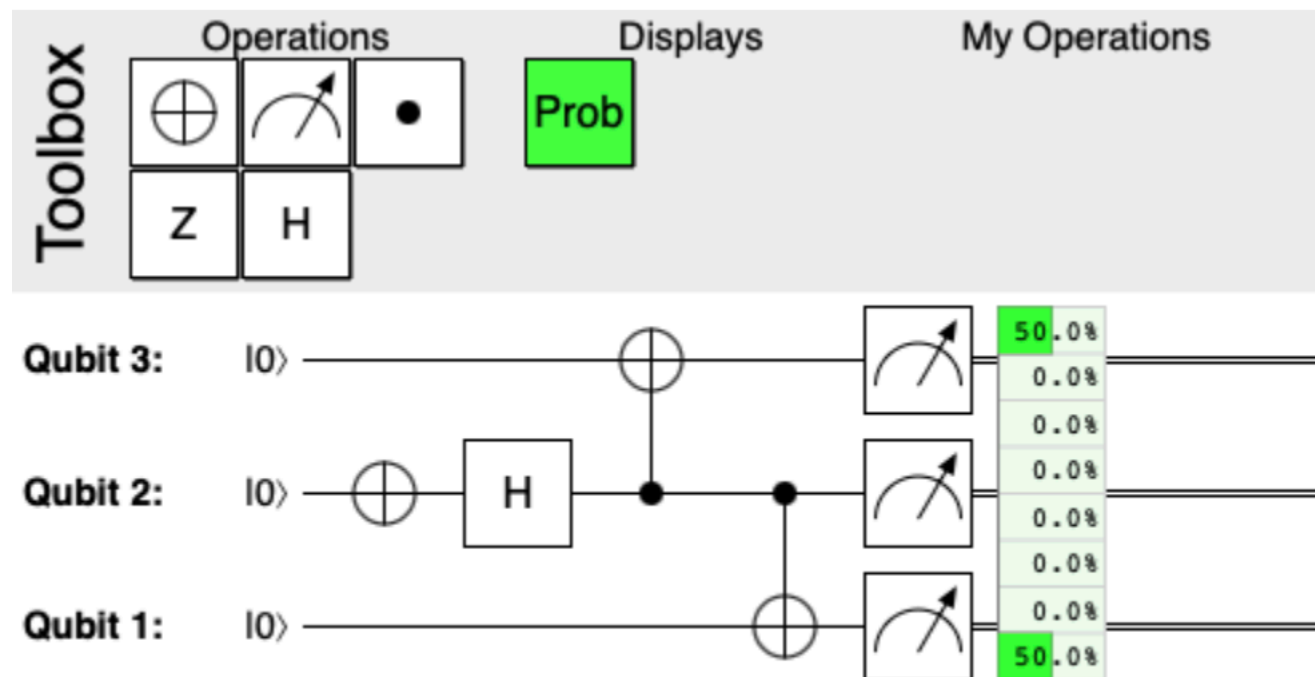 Toolbox
Operations Displays My Operations
Prob
Z H
Qubit 3: |0⟩ 50.0%
0.0%
0.0%
0.0%
Qubit 2: |0⟩ H
0.0%
0.0%
0.0%
Qubit 1: |0⟩
50.0%